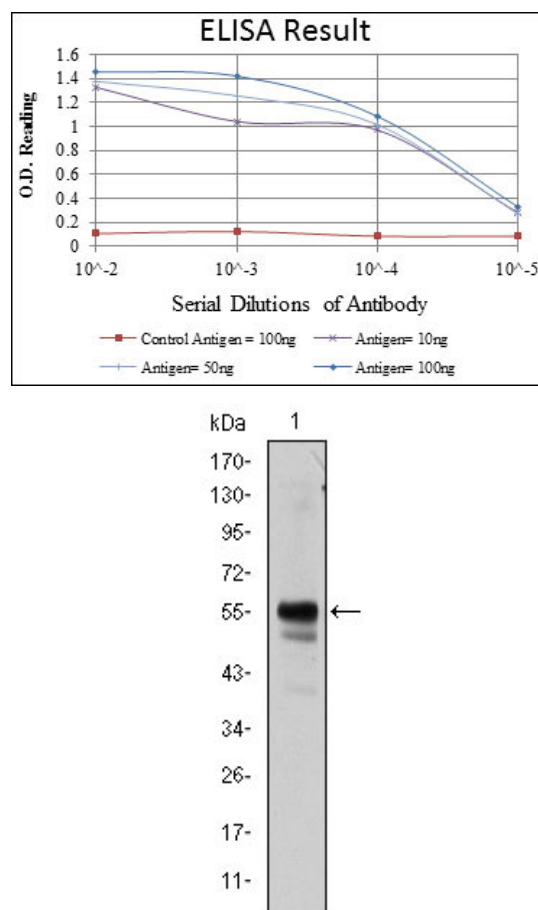 ELISA Result
1.6
1.4
1.2
1
0.8
0.6
0.4
0.2
0
O.D. Reading
10^-2 10^-3 10^-4 10^-5
Serial Dilutions of Antibody
Control Antigen = 100ng Antigen= 10ng
Antigen= 50ng Antigen= 100ng
kDa 1
170-
130-
95-
72-
55- ←
43-
34-
26-
17-
11-